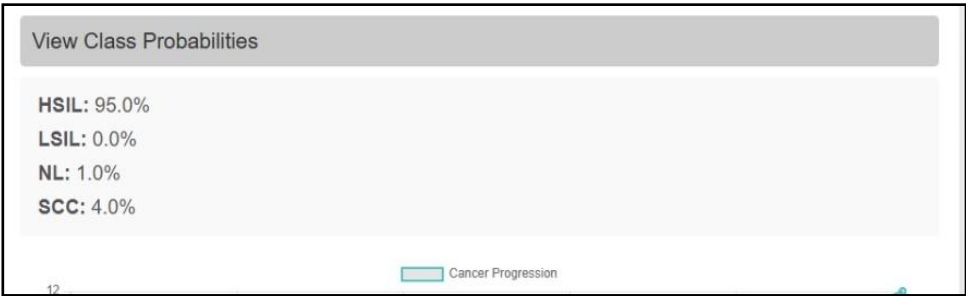 View Class Probabilities
HSIL: 95.0%
LSIL: 0.0%
NL: 1.0%
SCC: 4.0%
Cancer Progression
12